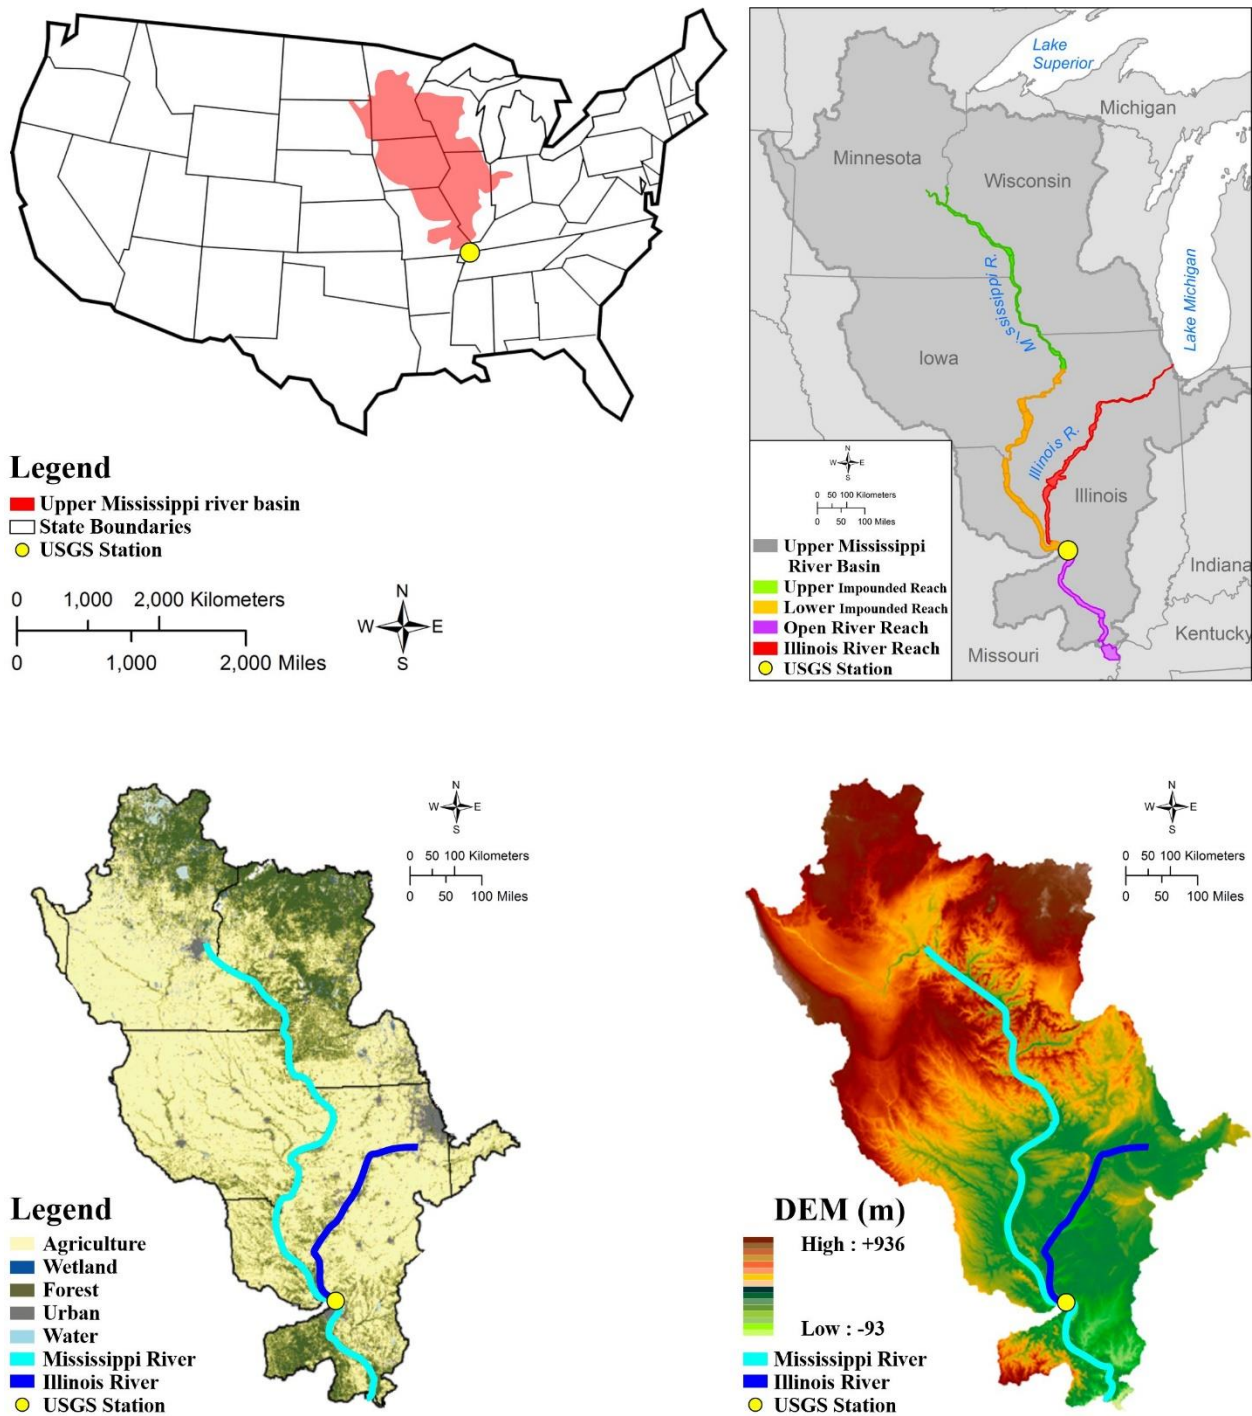 Legend
Upper Mississippi river basin
State Boundaries
USGS Station
0 1,000 2,000 Kilometers
0 1,000 2,000 Miles
N
W E
S
Lake
Superior
Michigan
Minnesota
Wisconsin
Mississippi R.
Lake Michigan
Iowa
Illinois R.
Illinois
Indiana
Kentucky
Missouri
N
W E
S
0 50 100 Kilometers
0 50 100 Miles
Upper Mississippi
River Basin
Upper Impounded Reach
Lower Impounded Reach
Open River Reach
Illinois River Reach
USGS Station
N
W E
S
0 50 100 Kilometers
0 50 100 Miles
Legend
Agriculture
Wetland
Forest
Urban
Water
Mississippi River
Illinois River
USGS Station
N
W E
S
0 50 100 Kilometers
0 50 100 Miles
DEM (m)
High : +936
Low : -93
Mississippi River
Illinois River
USGS Station